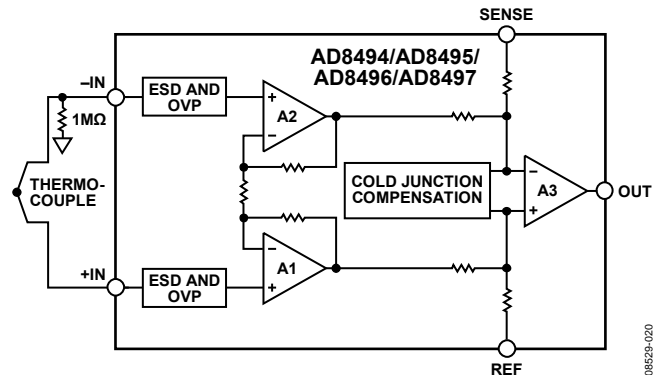 SENSE
AD8494/AD8495/
AD8496/AD8497
–IN
ESD AND
OVP
+
A2
–
1MΩ
THERMO-
COUPLE
COLD JUNCTION
COMPENSATION
–
A3
+
OUT
–
A1
+
+IN
ESD AND
OVP
REF
08529-020